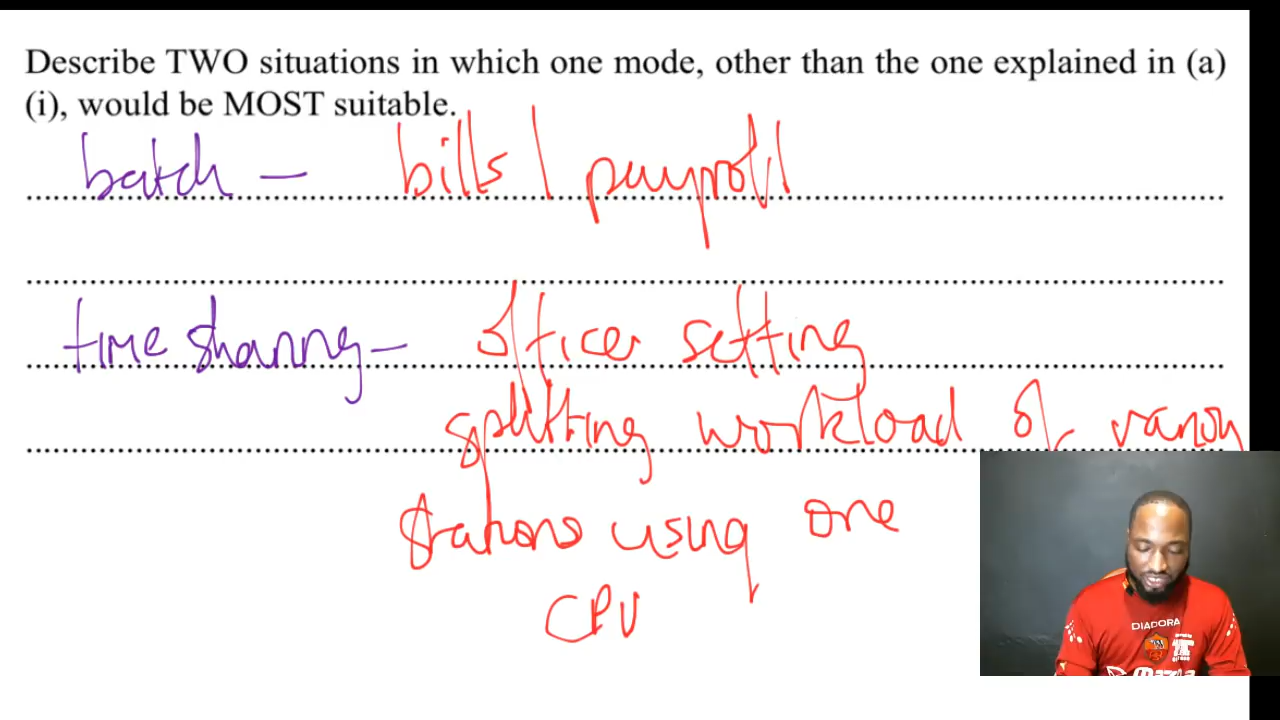 Describe TWO situations in which one mode, other than the one explained in (a)
(i), would be MOST suitable.
batch - bills | payroll
time sharing - officer setting
splitting workload of various
stations using one
CPU
DIADORA